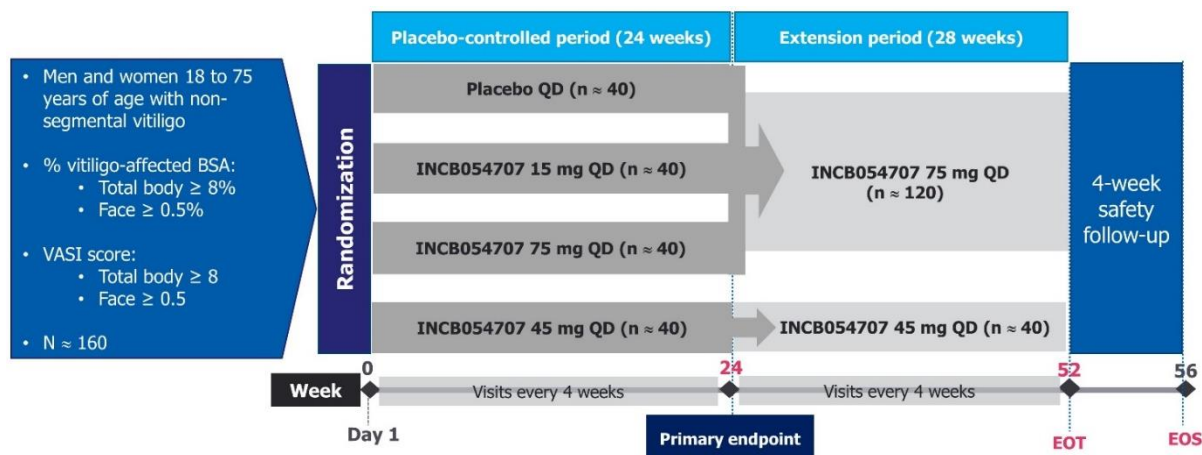 Placebo-controlled period (24 weeks)
Extension period (28 weeks)
• Men and women 18 to 75
years of age with non-
segmental vitiligo
• % vitiligo-affected BSA:
• Total body ≥ 8%
• Face ≥ 0.5%
• VASI score:
• Total body ≥ 8
• Face ≥ 0.5
• N ≈ 160
Randomization
Placebo QD (n ≈ 40)
INCB054707 15 mg QD (n ≈ 40)
INCB054707 75 mg QD (n ≈ 40)
INCB054707 45 mg QD (n ≈ 40)
INCB054707 75 mg QD
(n ≈ 120)
INCB054707 45 mg QD (n ≈ 40)
4-week
safety
follow-up
Week
0
24
52
56
Visits every 4 weeks
Visits every 4 weeks
Day 1
Primary endpoint
EOT
EOS